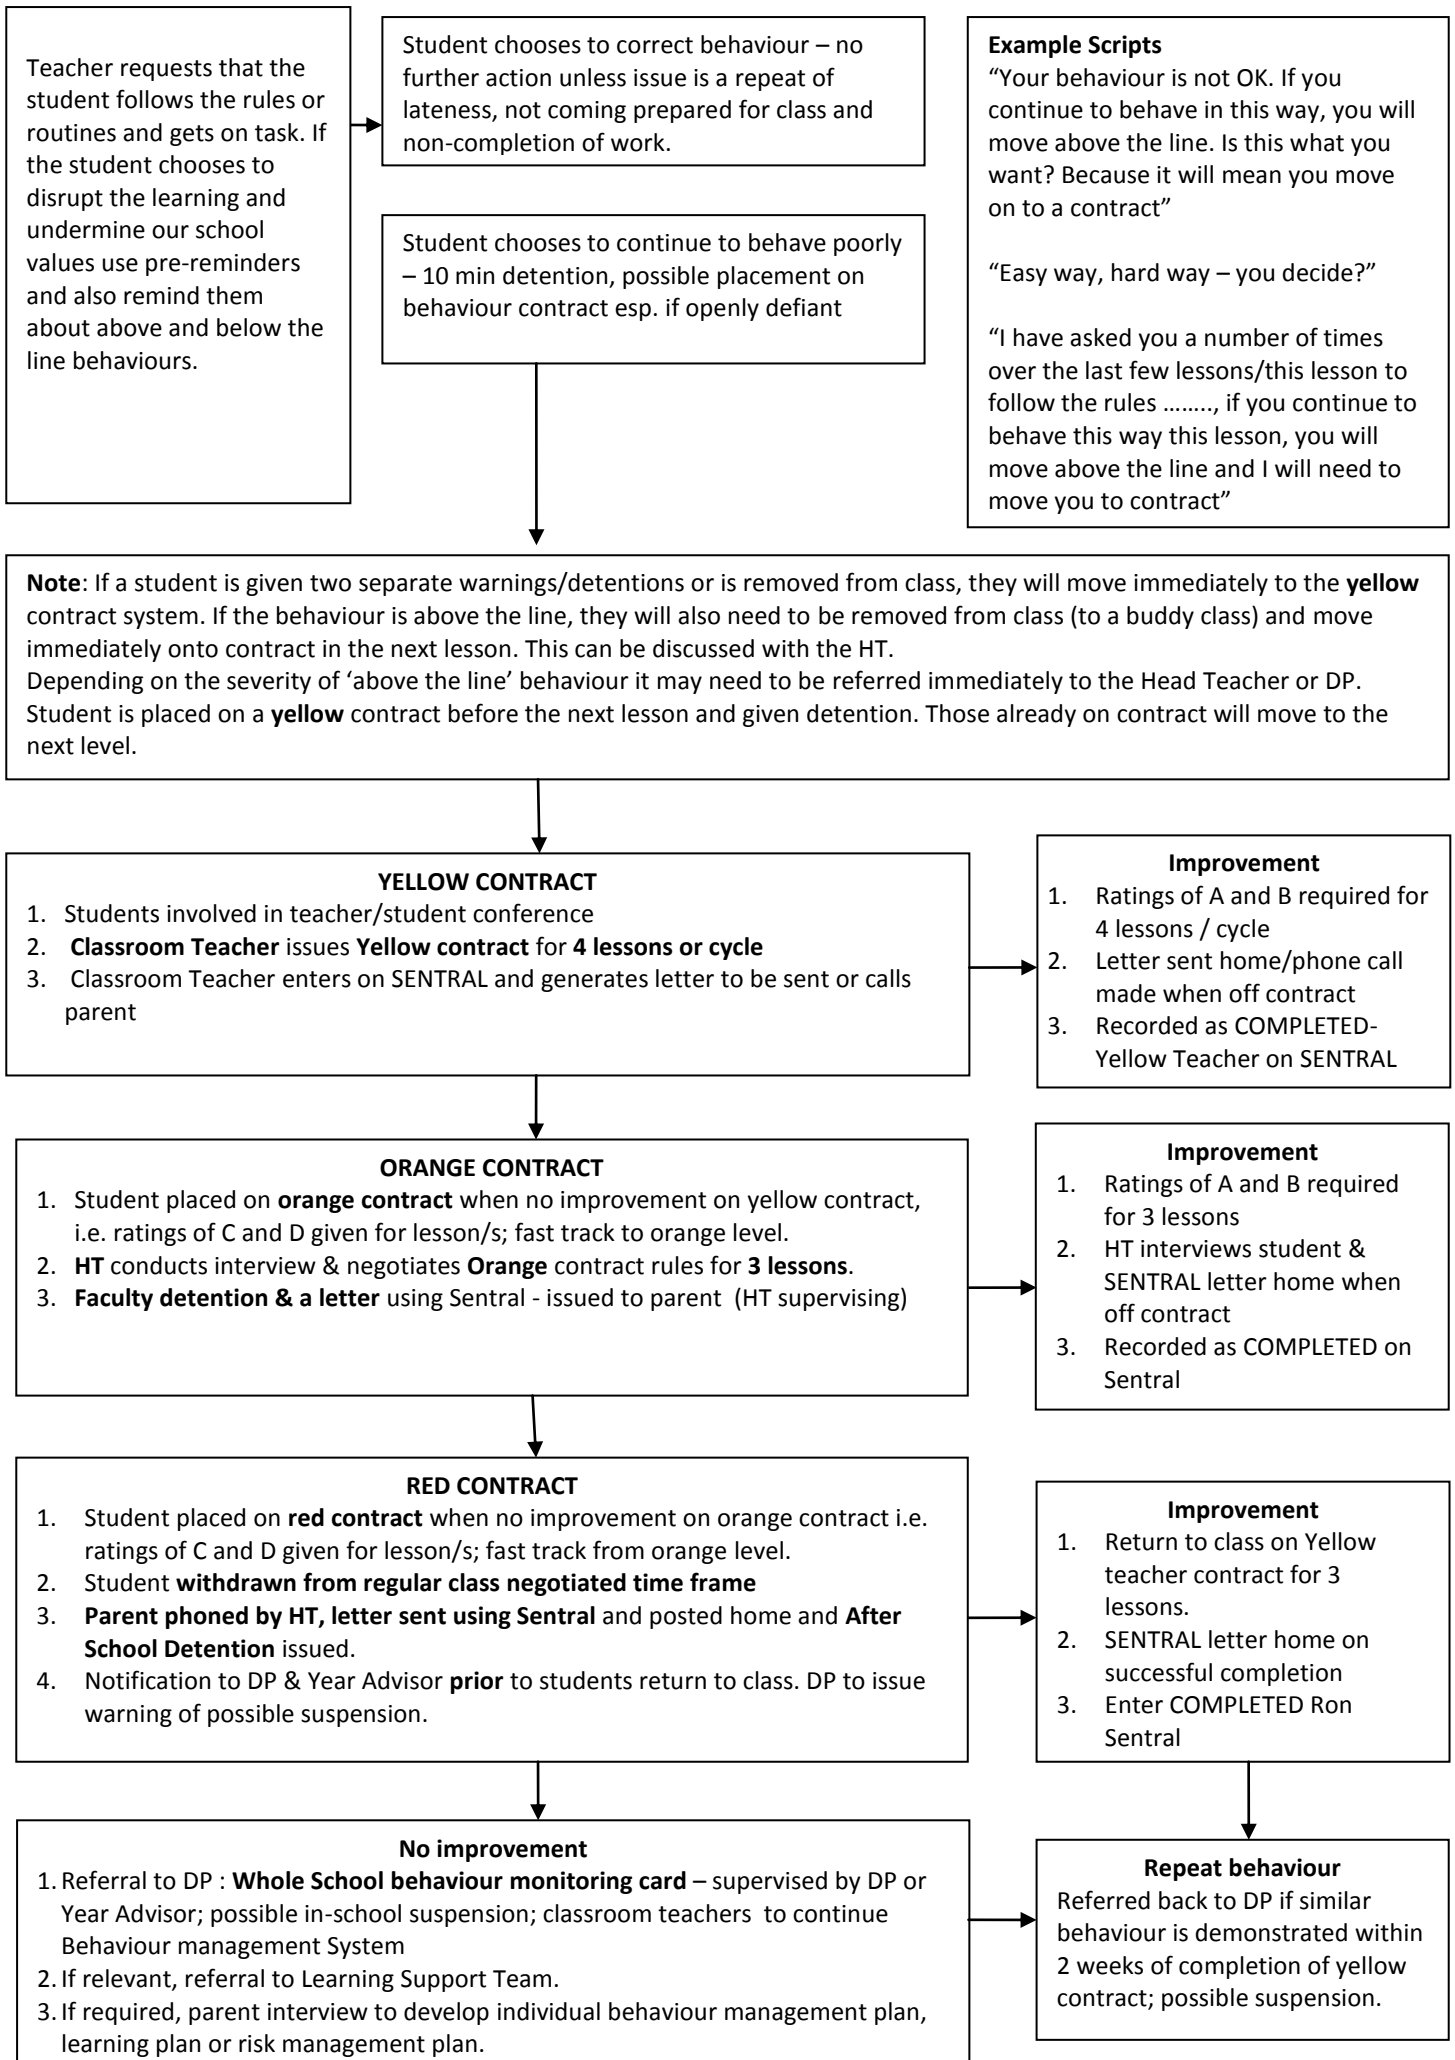 Teacher requests that the
student follows the rules or
routines and gets on task. If
the student chooses to
disrupt the learning and
undermine our school
values use pre-reminders
and also remind them
about above and below the
line behaviours.
Student chooses to correct behaviour – no
further action unless issue is a repeat of
lateness, not coming prepared for class and
non-completion of work.
Student chooses to continue to behave poorly
– 10 min detention, possible placement on
behaviour contract esp. if openly defiant
Example Scripts
“Your behaviour is not OK. If you
continue to behave in this way, you will
move above the line. Is this what you
want? Because it will mean you move
on to a contract”
“Easy way, hard way – you decide?”
“I have asked you a number of times
over the last few lessons/this lesson to
follow the rules …….., if you continue to
behave this way this lesson, you will
move above the line and I will need to
move you to contract”
Note: If a student is given two separate warnings/detentions or is removed from class, they will move immediately to the yellow
contract system. If the behaviour is above the line, they will also need to be removed from class (to a buddy class) and move
immediately onto contract in the next lesson. This can be discussed with the HT.
Depending on the severity of ‘above the line’ behaviour it may need to be referred immediately to the Head Teacher or DP.
Student is placed on a yellow contract before the next lesson and given detention. Those already on contract will move to the
next level.
YELLOW CONTRACT
1. Students involved in teacher/student conference
2. Classroom Teacher issues Yellow contract for 4 lessons or cycle
3. Classroom Teacher enters on SENTRAL and generates letter to be sent or calls
parent
Improvement
1. Ratings of A and B required for
4 lessons / cycle
2. Letter sent home/phone call
made when off contract
3. Recorded as COMPLETED-
Yellow Teacher on SENTRAL
ORANGE CONTRACT
1. Student placed on orange contract when no improvement on yellow contract,
i.e. ratings of C and D given for lesson/s; fast track to orange level.
2. HT conducts interview & negotiates Orange contract rules for 3 lessons.
3. Faculty detention & a letter using Sentral - issued to parent (HT supervising)
Improvement
1. Ratings of A and B required
for 3 lessons
2. HT interviews student &
SENTRAL letter home when
off contract
3. Recorded as COMPLETED on
Sentral
RED CONTRACT
1. Student placed on red contract when no improvement on orange contract i.e.
ratings of C and D given for lesson/s; fast track from orange level.
2. Student withdrawn from regular class negotiated time frame
3. Parent phoned by HT, letter sent using Sentral and posted home and After
School Detention issued.
4. Notification to DP & Year Advisor prior to students return to class. DP to issue
warning of possible suspension.
Improvement
1. Return to class on Yellow
teacher contract for 3
lessons.
2. SENTRAL letter home on
successful completion
3. Enter COMPLETED Ron
Sentral
No improvement
1. Referral to DP : Whole School behaviour monitoring card – supervised by DP or
Year Advisor; possible in-school suspension; classroom teachers to continue
Behaviour management System
2. If relevant, referral to Learning Support Team.
3. If required, parent interview to develop individual behaviour management plan,
learning plan or risk management plan.
Repeat behaviour
Referred back to DP if similar
behaviour is demonstrated within
2 weeks of completion of yellow
contract; possible suspension.